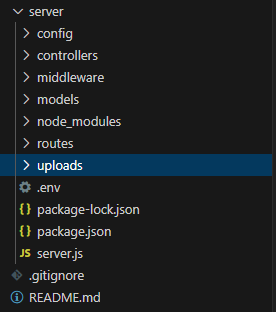 server
config
controllers
middleware
models
node_modules
routes
uploads
.env
package-lock.json
package.json
server.js
.gitignore
README.md